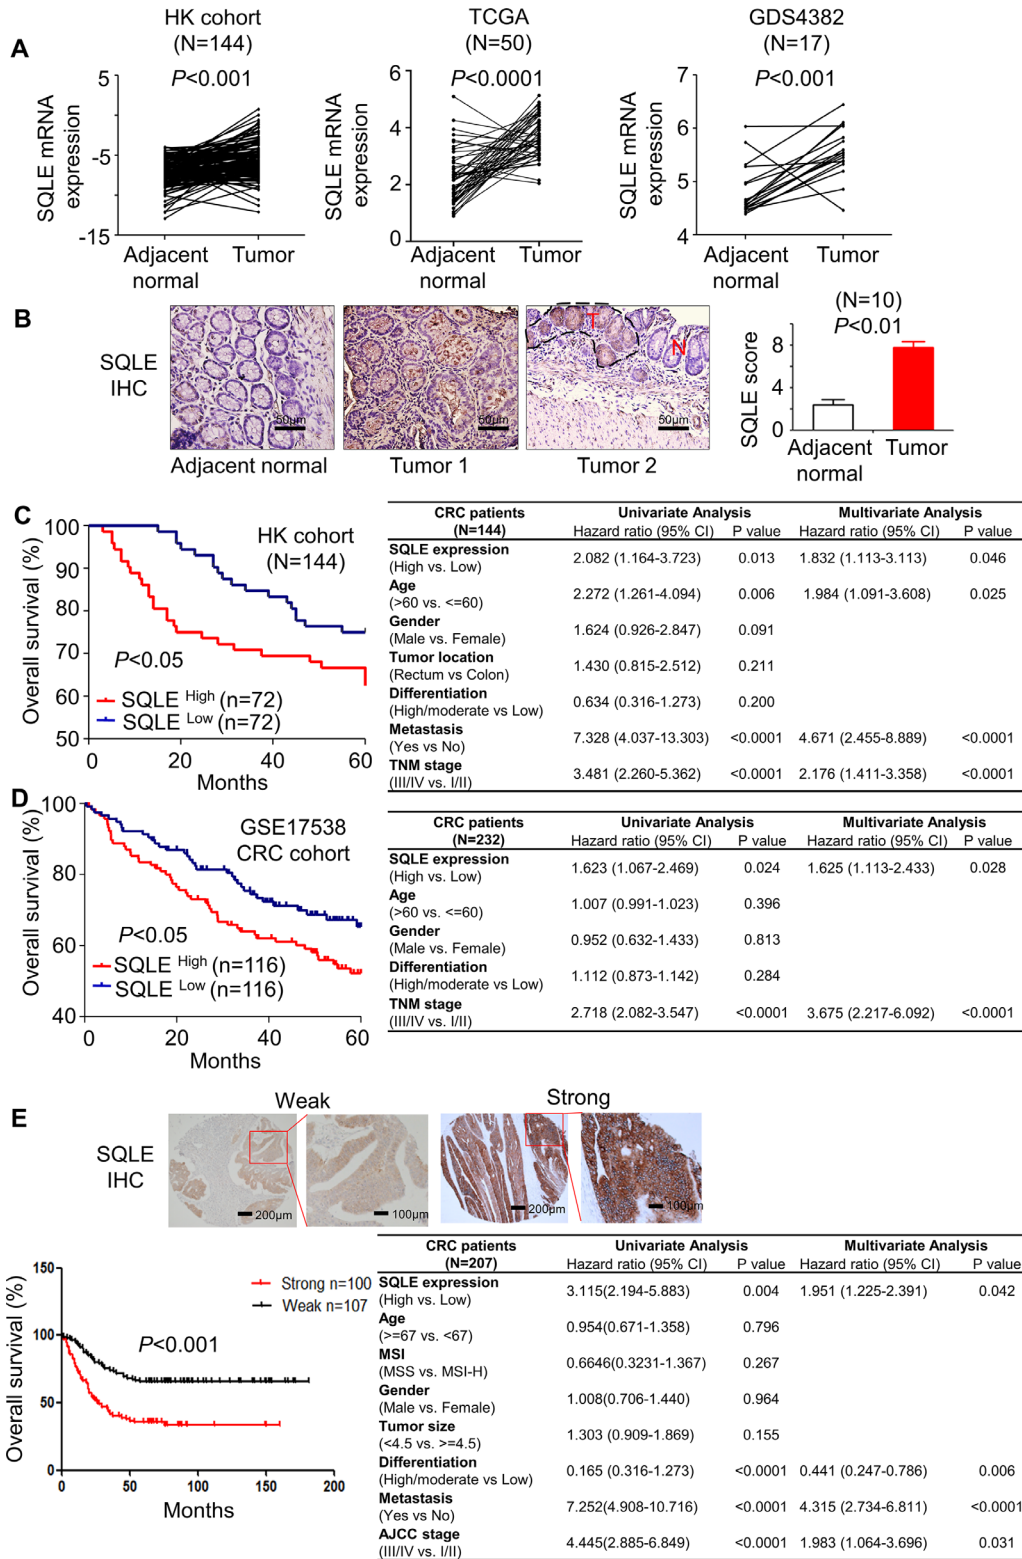 A
HK cohort
(N=144)
P<0.001
SQLE mRNA
expression
5
-5
-15
Adjacent
normal
Tumor
TCGA
(N=50)
P<0.0001
SQLE mRNA
expression
6
4
2
0
Adjacent
normal
Tumor
GDS4382
(N=17)
P<0.001
SQLE mRNA
expression
7
6
5
4
Adjacent
normal
Tumor
B
SQLE
IHC
50µm
50µm
T
N
50µm
Adjacent normal
Tumor 1
Tumor 2
(N=10)
P<0.01
SQLE score
8
4
0
Adjacent
normal
Tumor
C
Overall survival (%)
100
90
80
70
60
50
HK cohort
(N=144)
P<0.05
SQLE High (n=72)
SQLE Low (n=72)
0 20 40 60
Months
CRC patients Univariate Analysis Multivariate Analysis
(N=144) Hazard ratio (95% CI) P value Hazard ratio (95% CI) P value
SQLE expression
(High vs. Low) 2.082 (1.164-3.723) 0.013 1.832 (1.113-3.113) 0.046
Age
(>60 vs. <=60) 2.272 (1.261-4.094) 0.006 1.984 (1.091-3.608) 0.025
Gender
(Male vs. Female) 1.624 (0.926-2.847) 0.091
Tumor location
(Rectum vs Colon) 1.430 (0.815-2.512) 0.211
Differentiation
(High/moderate vs Low) 0.634 (0.316-1.273) 0.200
Metastasis
(Yes vs No) 7.328 (4.037-13.303) <0.0001 4.671 (2.455-8.889) <0.0001
TNM stage
(III/IV vs. I/II) 3.481 (2.260-5.362) <0.0001 2.176 (1.411-3.358) <0.0001
D
Overall survival (%)
100
80
60
40
GSE17538
CRC cohort
P<0.05
SQLE High (n=116)
SQLE Low (n=116)
0 20 40 60
Months
CRC patients Univariate Analysis Multivariate Analysis
(N=232) Hazard ratio (95% CI) P value Hazard ratio (95% CI) P value
SQLE expression
(High vs. Low) 1.623 (1.067-2.469) 0.024 1.625 (1.113-2.433) 0.028
Age
(>60 vs. <=60) 1.007 (0.991-1.023) 0.396
Gender
(Male vs. Female) 0.952 (0.632-1.433) 0.813
Differentiation
(High/moderate vs Low) 1.112 (0.873-1.142) 0.284
TNM stage
(III/IV vs. I/II) 2.718 (2.082-3.547) <0.0001 3.675 (2.217-6.092) <0.0001
E
Weak
Strong
SQLE
IHC
200µm
100µm
200µm
100µm
Overall survival (%)
150
100
50
0
Strong n=100
Weak n=107
P<0.001
0 50 100 150 200
Months
CRC patients Univariate Analysis Multivariate Analysis
(N=207) Hazard ratio (95% CI) P value Hazard ratio (95% CI) P value
SQLE expression
(High vs. Low) 3.115(2.194-5.883) 0.004 1.951 (1.225-2.391) 0.042
Age
(>=67 vs. <67) 0.954(0.671-1.358) 0.796
MSI
(MSS vs. MSI-H) 0.6646(0.3231-1.367) 0.267
Gender
(Male vs. Female) 1.008(0.706-1.440) 0.964
Tumor size
(<4.5 vs. >=4.5) 1.303 (0.909-1.869) 0.155
Differentiation
(High/moderate vs Low) 0.165 (0.316-1.273) <0.0001 0.441 (0.247-0.786) 0.006
Metastasis
(Yes vs No) 7.252(4.908-10.716) <0.0001 4.315 (2.734-6.811) <0.0001
AJCC stage
(III/IV vs. I/II) 4.445(2.885-6.849) <0.0001 1.983 (1.064-3.696) 0.031